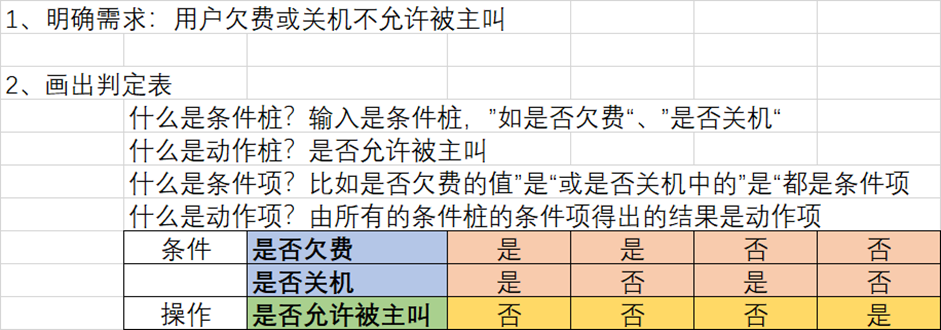 1、明确需求：用户欠费或关机不允许被主叫
2、画出判定表
什么是条件桩？输入是条件桩，”如是否欠费“、”是否关机“
什么是动作桩？是否允许被主叫
什么是条件项？比如是否欠费的值”是“或是否关机中的”是“都是条件项
什么是动作项？由所有的条件桩的条件项得出的结果是动作项
条件 是否欠费 是 是 否 否
是否关机 是 否 是 否
操作 是否允许被主叫 否 否 否 是